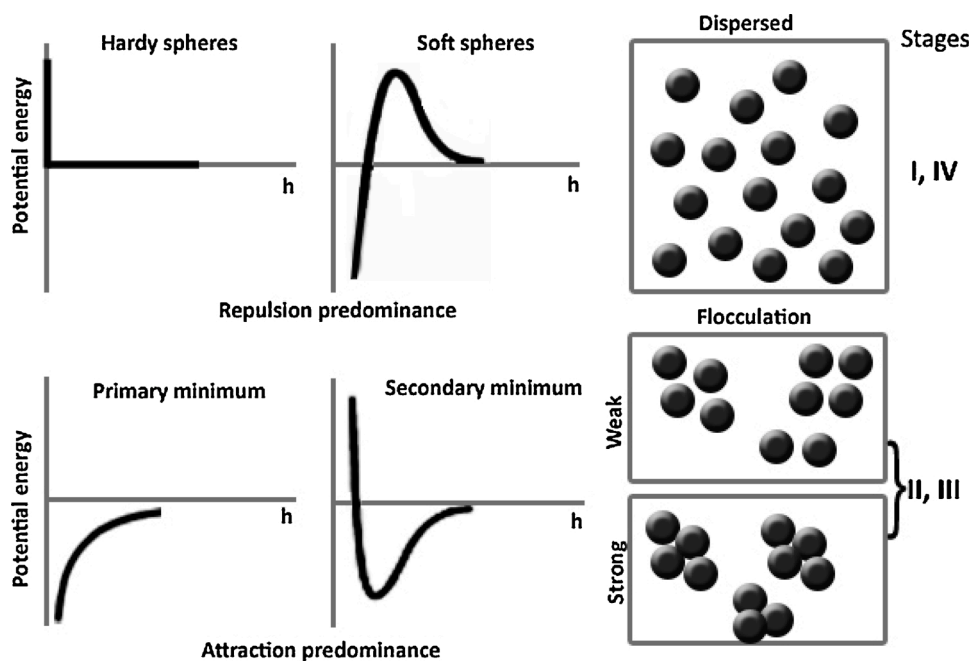 Hardy spheres
Soft spheres
Dispersed
Stages
Potential energy
h
h
I, IV
Repulsion predominance
Flocculation
Primary minimum
Secondary minimum
Weak
Potential energy
h
h
II, III
Strong
Attraction predominance